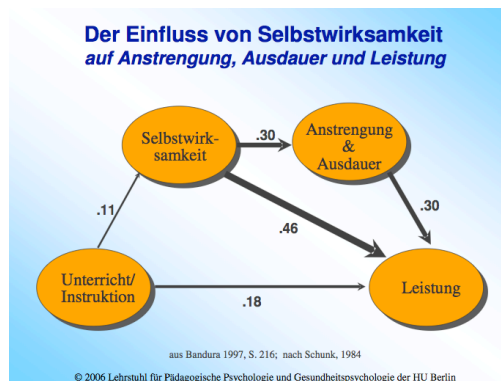 Der Einfluss von Selbstwirksamkeit
auf Anstrengung, Ausdauer und Leistung
Selbstwirk-
samkeit
.30
Anstrengung
&
Ausdauer
.11
.46
.30
Unterricht/
Instruktion
.18
Leistung
aus Bandura 1997, S. 216; nach Schunk, 1984
© 2006 Lehrstuhl für Pädagogische Psychologie und Gesundheitspsychologie der HU Berlin